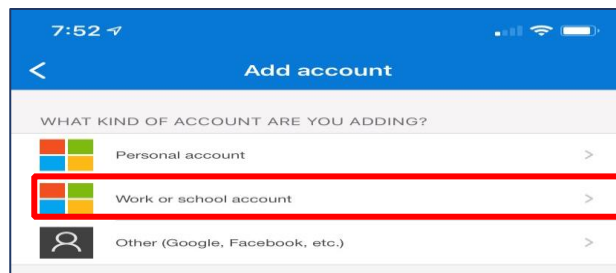 7:52
Add account
WHAT KIND OF ACCOUNT ARE YOU ADDING?
Personal account
Work or school account
Other (Google, Facebook, etc.)